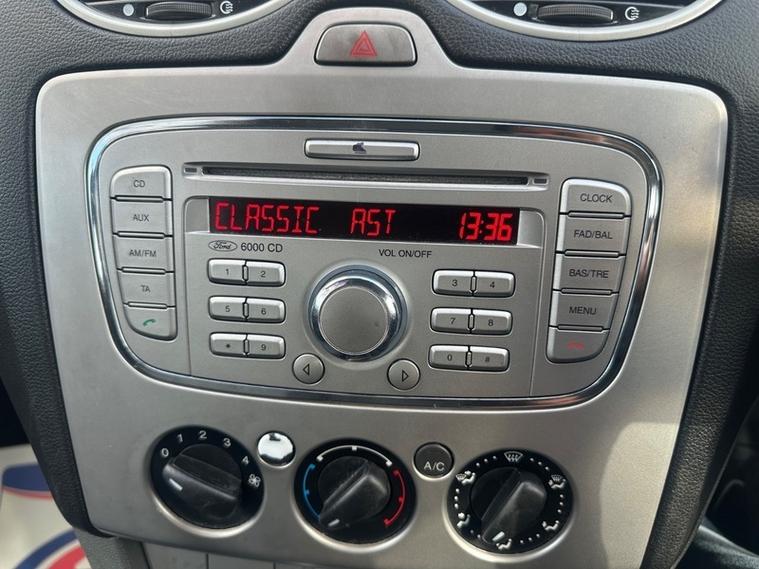 CLASSIC AST 13:36
Ford 6000 CD
VOL ON/OFF
CD
AUX
AM/FM
TA
CLOCK
FAD/BAL
BAS/TRE
MENU
1 2
3 4
5 6
7 8
* 9
0 #
0 1 2 3 4
A/C